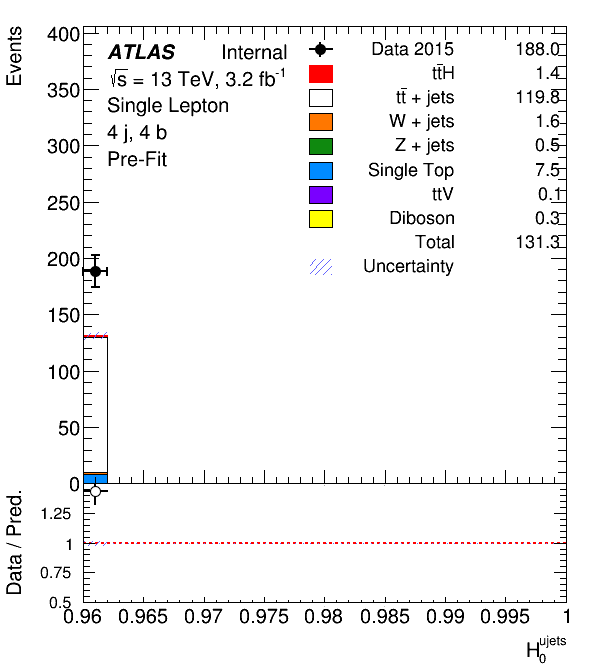 ATLAS Internal
√s = 13 TeV, 3.2 fb⁻¹
Single Lepton
4 j, 4 b
Pre-Fit
Data 2015 188.0
tt̄H 1.4
tt̄ + jets 119.8
W + jets 1.6
Z + jets 0.5
Single Top 7.5
ttV 0.1
Diboson 0.3
Total 131.3
Uncertainty
Events
400
350
300
250
200
150
100
50
0
Data / Pred.
1.25
1
0.75
0.5
0.96 0.965 0.97 0.975 0.98 0.985 0.99 0.995 1
H₀ᵘʲᵉᵗˢ